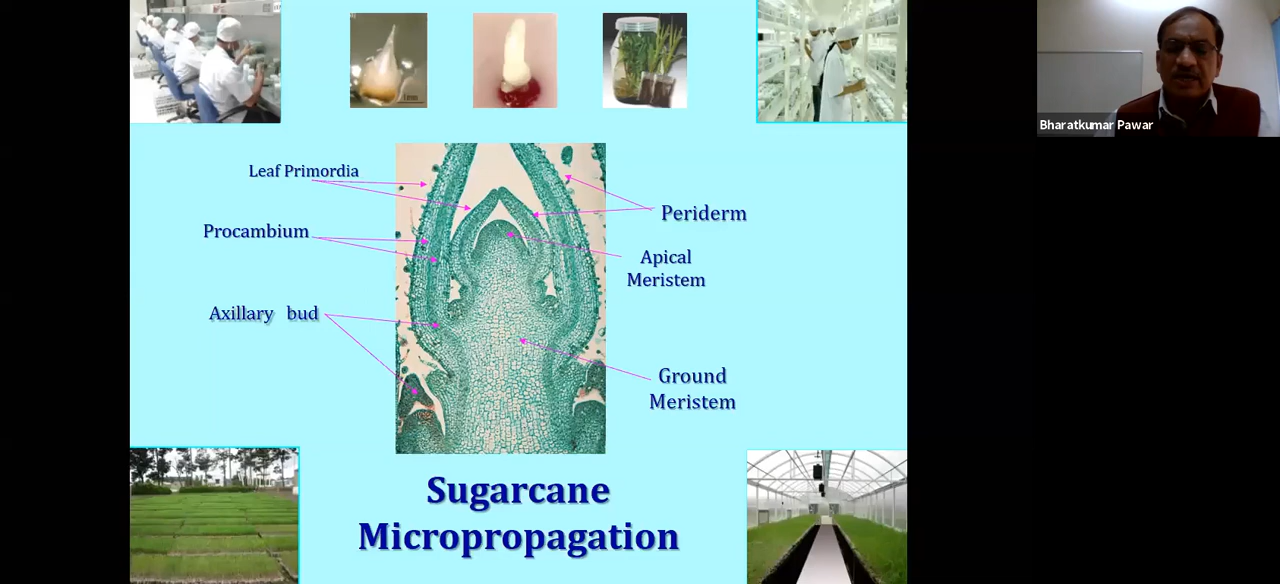 Bharatkumar Pawar
Leaf Primordia
Periderm
Procambium
Apical
Meristem
Axillary bud
Ground
Meristem
Sugarcane
Micropropagation